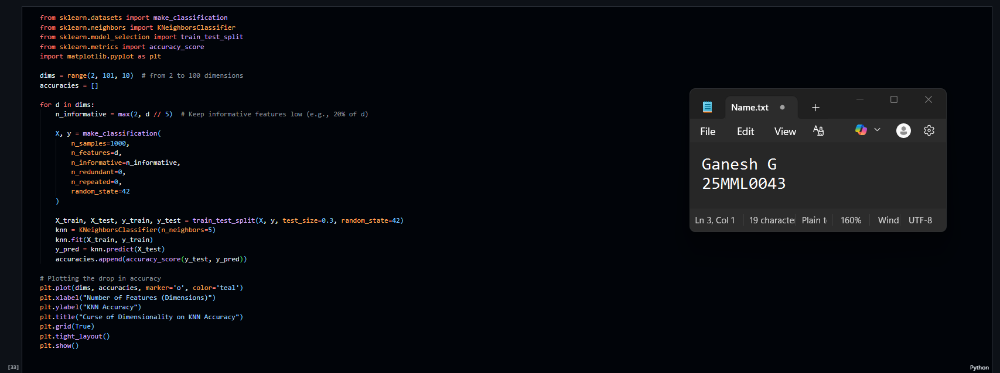 from sklearn.datasets import make_classification
from sklearn.neighbors import KNeighborsClassifier
from sklearn.model_selection import train_test_split
from sklearn.metrics import accuracy_score
import matplotlib.pyplot as plt

dims = range(2, 101, 10)  # from 2 to 100 dimensions
accuracies = []

for d in dims:
    n_informative = max(2, d // 5)  # Keep informative features low (e.g., 20% of d)

    X, y = make_classification(
        n_samples=1000,
        n_features=d,
        n_informative=n_informative,
        n_redundant=0,
        n_repeated=0,
        random_state=42
    )

    X_train, X_test, y_train, y_test = train_test_split(X, y, test_size=0.3, random_state=42)
    knn = KNeighborsClassifier(n_neighbors=5)
    knn.fit(X_train, y_train)
    y_pred = knn.predict(X_test)
    accuracies.append(accuracy_score(y_test, y_pred))

# Plotting the drop in accuracy
plt.plot(dims, accuracies, marker='o', color='teal')
plt.xlabel("Number of Features (Dimensions)")
plt.ylabel("KNN Accuracy")
plt.title("Curse of Dimensionality on KNN Accuracy")
plt.grid(True)
plt.tight_layout()
plt.show()
[33]
Python
Name.txt
File Edit View
Ganesh G
25MML0043
Ln 3, Col 1 19 characte Plain t 160% Wind UTF-8